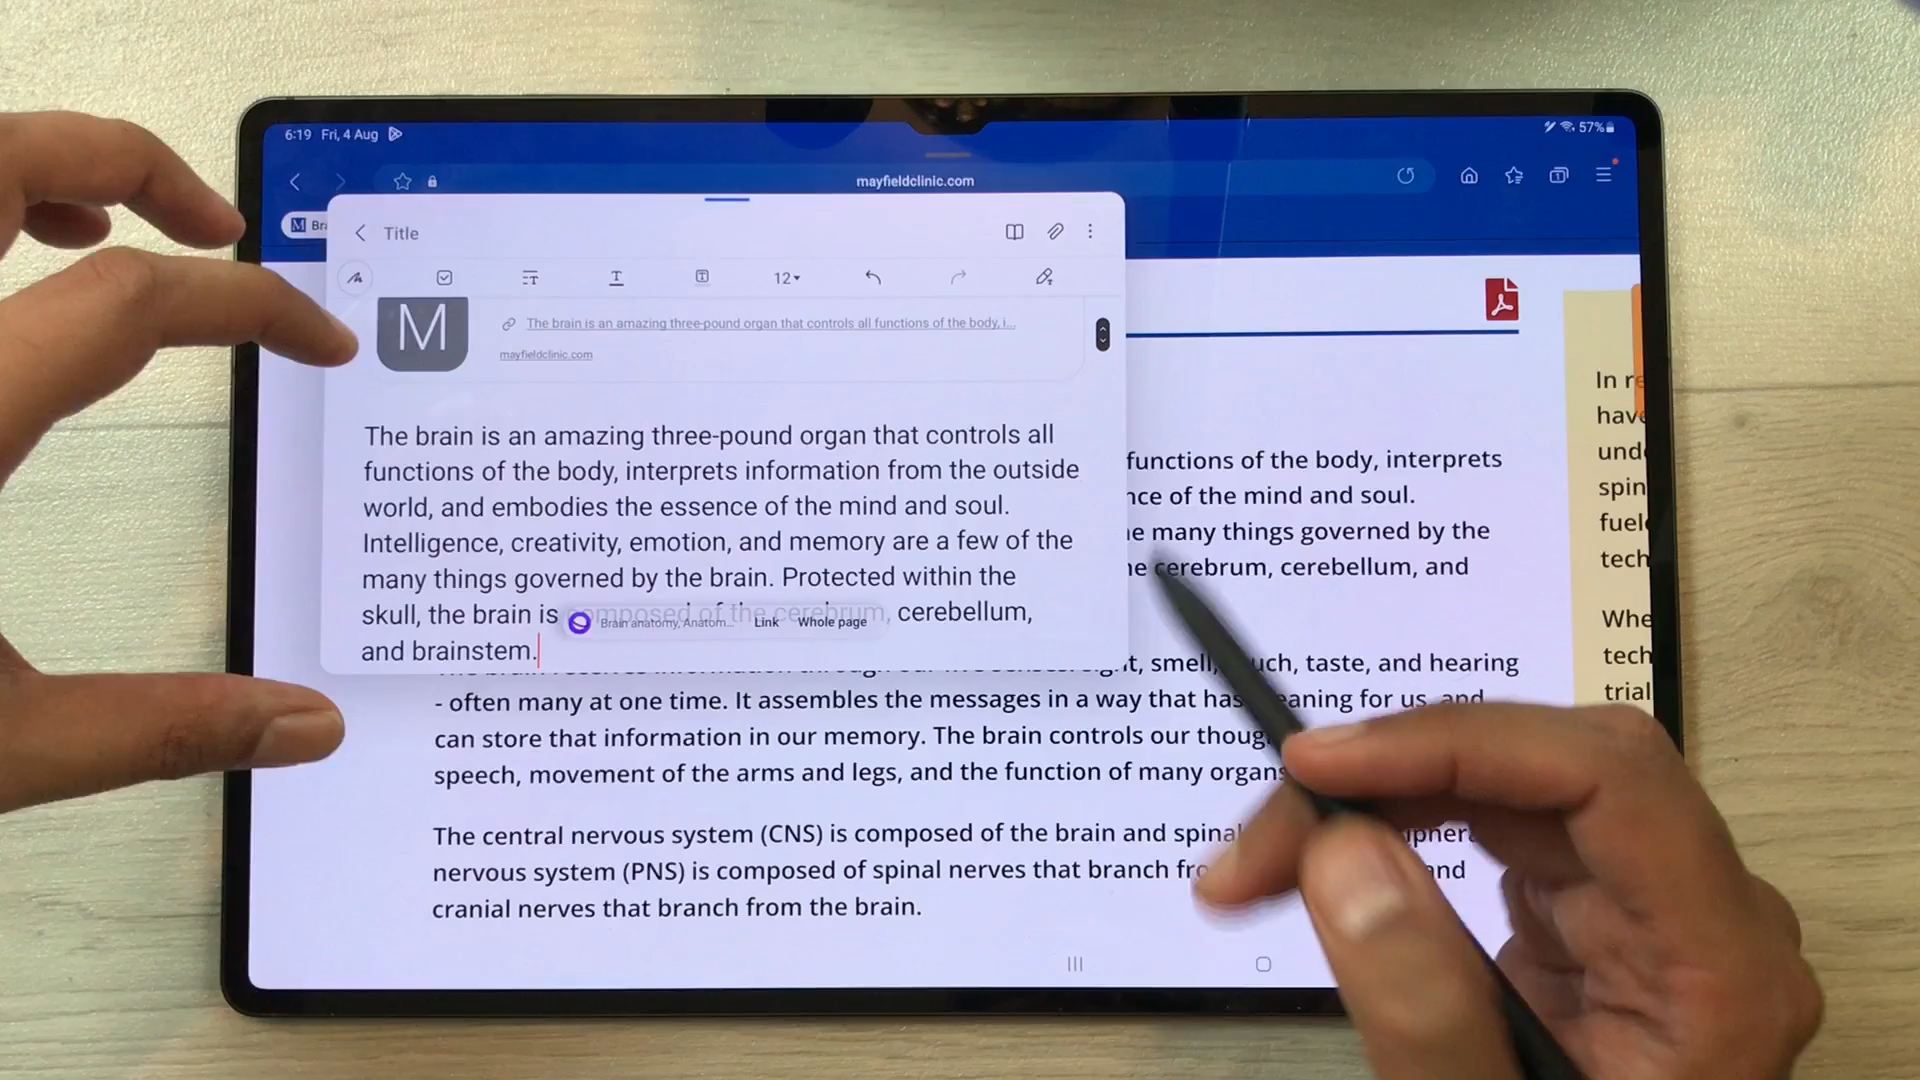 6:19 Fri, 4 Aug
57%
mayfieldclinic.com
M Bra
Title
12
M
The brain is an amazing three-pound organ that controls all functions of the body, i...
mayfieldclinic.com
The brain is an amazing three-pound organ that controls all
functions of the body, interprets information from the outside
world, and embodies the essence of the mind and soul.
Intelligence, creativity, emotion, and memory are a few of the
many things governed by the brain. Protected within the
skull, the brain is composed of the cerebrum, cerebellum,
and brainstem.
Brain anatomy, Anatom... Link Whole page
functions of the body, interprets
nce of the mind and soul.
many things governed by the
cerebrum, cerebellum, and
smell, taste, and hearing
- often many at one time. It assembles the messages in a way that has meaning for us, and
can store that information in our memory. The brain controls our thoug
speech, movement of the arms and legs, and the function of many organs
The central nervous system (CNS) is composed of the brain and spinal
nervous system (PNS) is composed of spinal nerves that branch and
cranial nerves that branch from the brain.
In re
have
unde
spin
fuele
tech
Whe
tech
trial